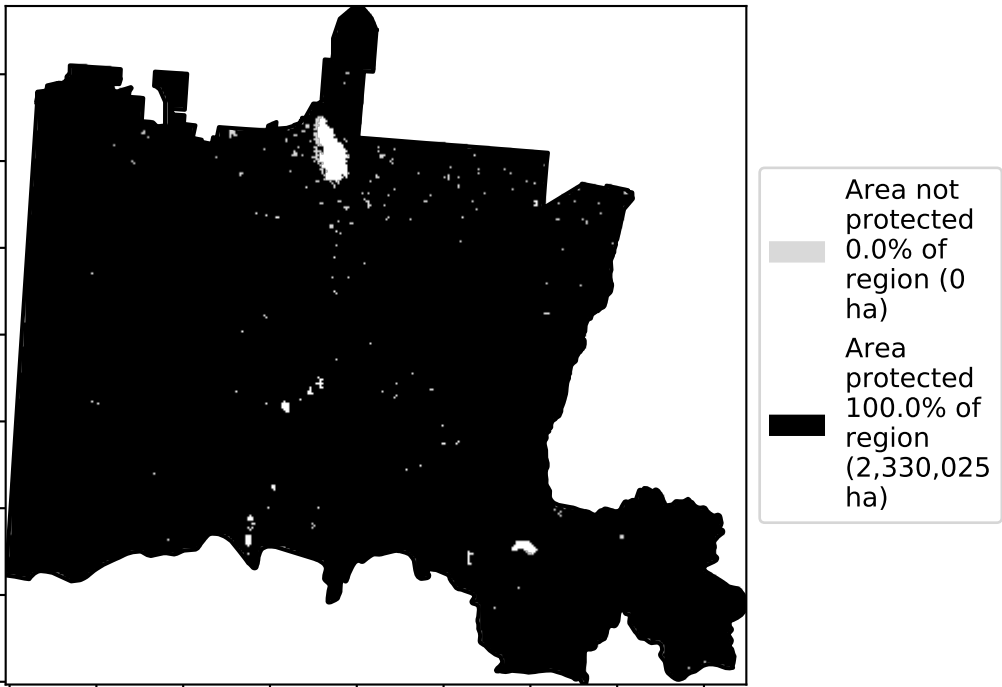 Area not
protected
0.0% of
region (0
ha)
Area
protected
100.0% of
region
(2,330,025
ha)